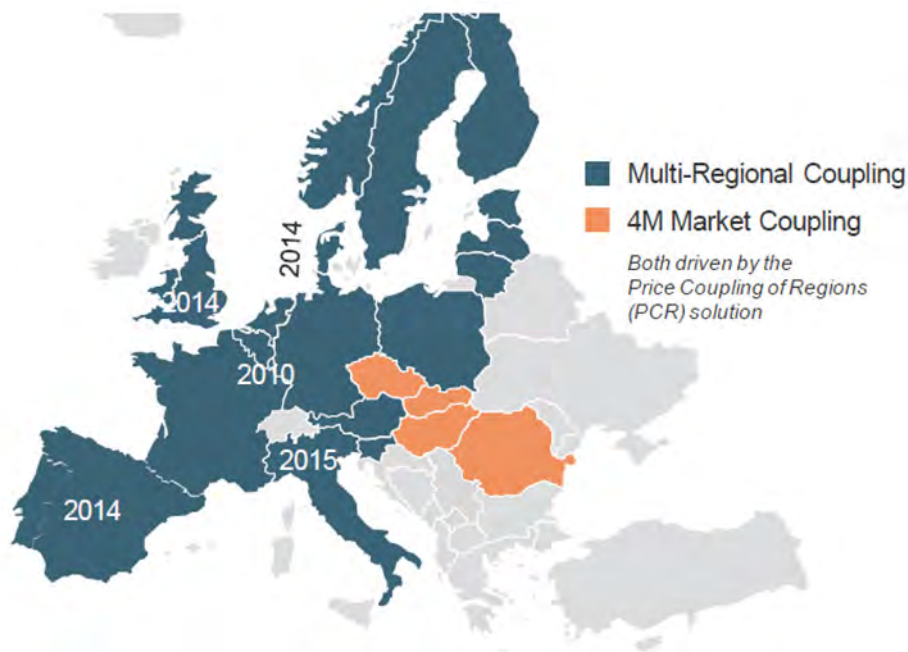 Multi-Regional Coupling
4M Market Coupling
Both driven by the
Price Coupling of Regions
(PCR) solution
2014
2014
2010
2015
2014